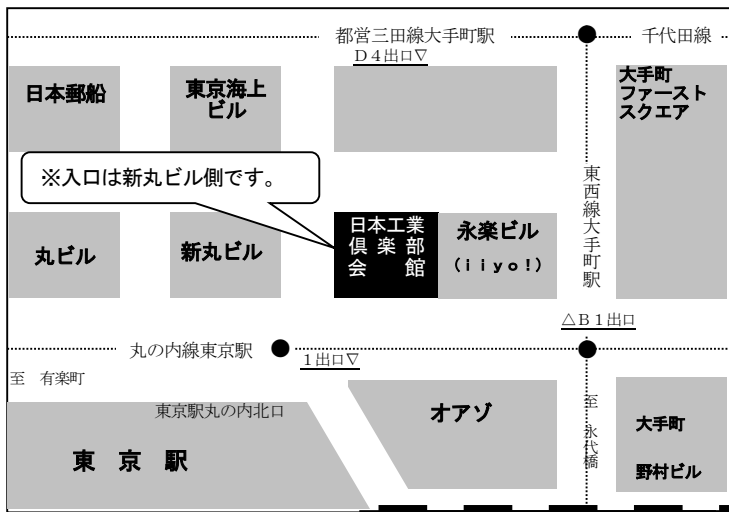 都営三田線大手町駅
千代田線
Ｄ４出口▽
日本郵船
東京海上
ビル
大手町
ファースト
スクエア
※入口は新丸ビル側です。
東西線大手町駅
丸ビル
新丸ビル
日本工業
倶楽部
会館
永楽ビル
(ｉｉｙｏ！)
△Ｂ１出口
丸の内線東京駅
１出口▽
至 有楽町
東京駅丸の内北口
オアゾ
至 永代橋
大手町
野村ビル
東京駅